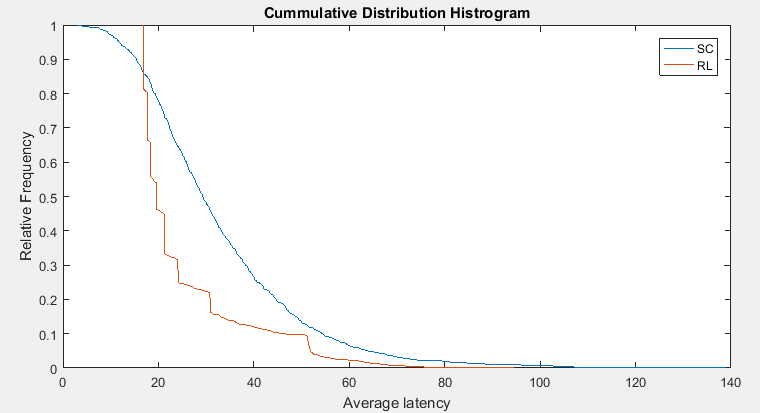 Cummulative Distribution Histrogram
SC
RL
1
0.9
0.8
0.7
0.6
0.5
0.4
0.3
0.2
0.1
0
Relative Frequency
0 20 40 60 80 100 120 140
Average latency